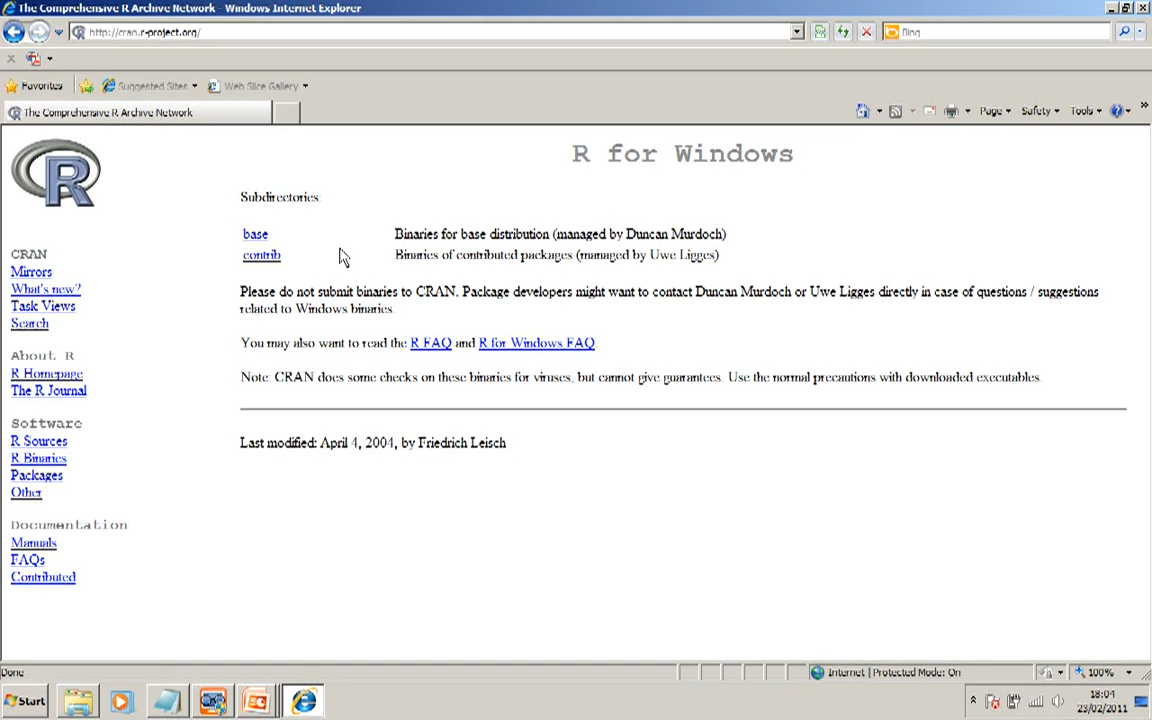 The Comprehensive R Archive Network - Windows Internet Explorer
http://cran.r-project.org/
Bing
Favorites
Suggested Sites
Web Slice Gallery
The Comprehensive R Archive Network
Page
Safety
Tools
R for Windows
Subdirectories:
base Binaries for base distribution (managed by Duncan Murdoch)
contrib Binaries of contributed packages (managed by Uwe Ligges)
Please do not submit binaries to CRAN. Package developers might want to contact Duncan Murdoch or Uwe Ligges directly in case of questions / suggestions
related to Windows binaries.
You may also want to read the R FAQ and R for Windows FAQ
Note: CRAN does some checks on these binaries for viruses, but cannot give guarantees. Use the normal precautions with downloaded executables.
Last modified: April 4, 2004, by Friedrich Leisch
R
CRAN
Mirrors
What's new?
Task Views
Search
About R
R Homepage
The R Journal
Software
R Sources
R Binaries
Packages
Other
Documentation
Manuals
FAQs
Contributed
Done
Internet | Protected Mode: On
100%
Start
18:04
23/02/2011